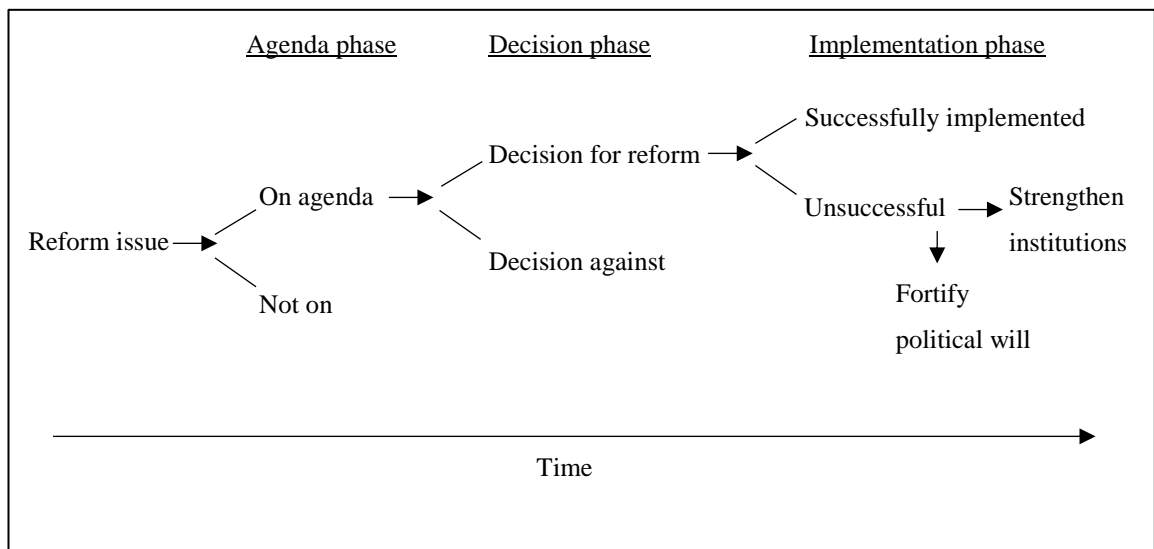 Agenda phase
Decision phase
Implementation phase
Successfully implemented
Decision for reform
On agenda
Unsuccessful
Strengthen
institutions
Reform issue
Decision against
Not on
Fortify
political will
Time